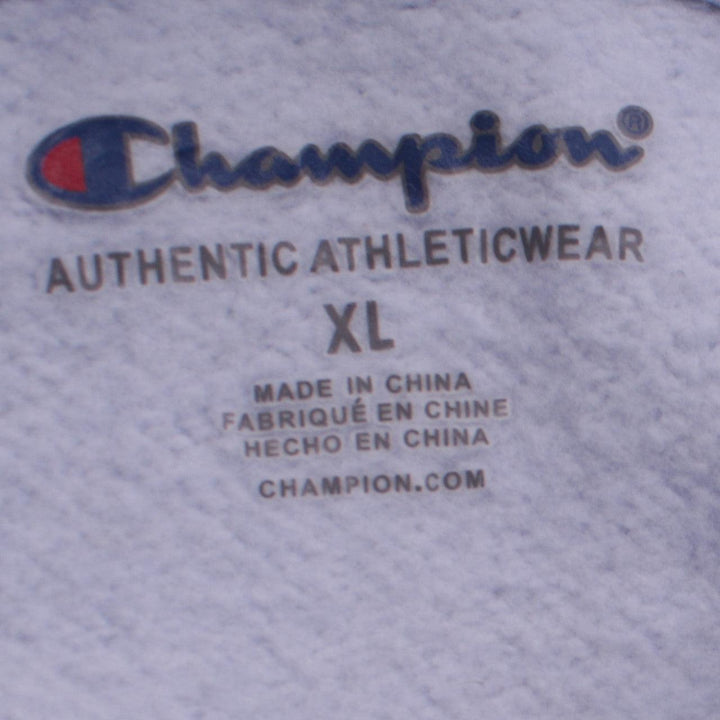 Champion®
AUTHENTIC ATHLETICWEAR
XL
MADE IN CHINA
FABRIQUÉ EN CHINE
HECHO EN CHINA
CHAMPION.COM